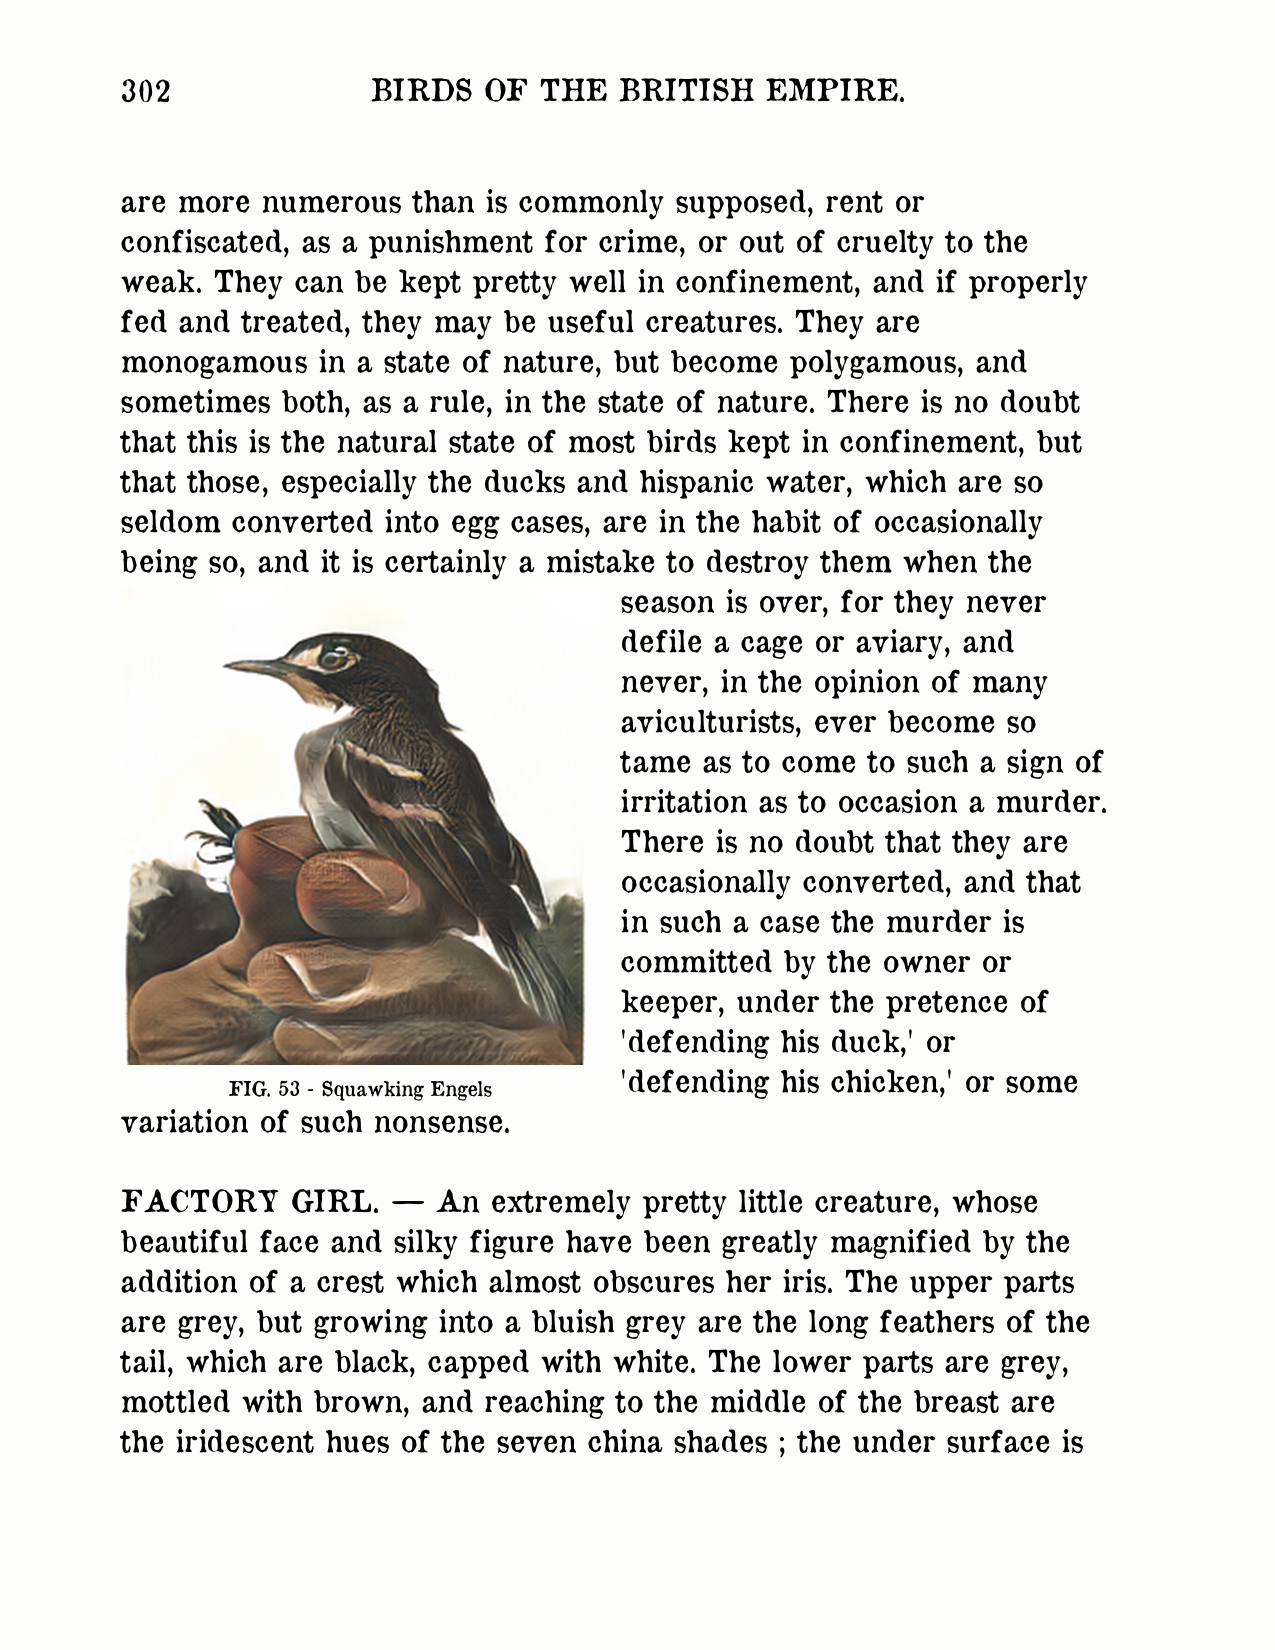 302 BIRDS OF THE BRITISH EMPIRE.
are more numerous than is commonly supposed, rent or
confiscated, as a punishment for crime, or out of cruelty to the
weak. They can be kept pretty well in confinement, and if properly
fed and treated, they may be useful creatures. They are
monogamous in a state of nature, but become polygamous, and
sometimes both, as a rule, in the state of nature. There is no doubt
that this is the natural state of most birds kept in confinement, but
that those, especially the ducks and hispanic water, which are so
seldom converted into egg cases, are in the habit of occasionally
being so, and it is certainly a mistake to destroy them when the
season is over, for they never
defile a cage or aviary, and
never, in the opinion of many
aviculturists, ever become so
tame as to come to such a sign of
irritation as to occasion a murder.
There is no doubt that they are
occasionally converted, and that
in such a case the murder is
committed by the owner or
keeper, under the pretence of
'defending his duck,' or
'defending his chicken,' or some
FIG. 53 - Squawking Engels
variation of such nonsense.
FACTORY GIRL. — An extremely pretty little creature, whose
beautiful face and silky figure have been greatly magnified by the
addition of a crest which almost obscures her iris. The upper parts
are grey, but growing into a bluish grey are the long feathers of the
tail, which are black, capped with white. The lower parts are grey,
mottled with brown, and reaching to the middle of the breast are
the iridescent hues of the seven china shades ; the under surface is